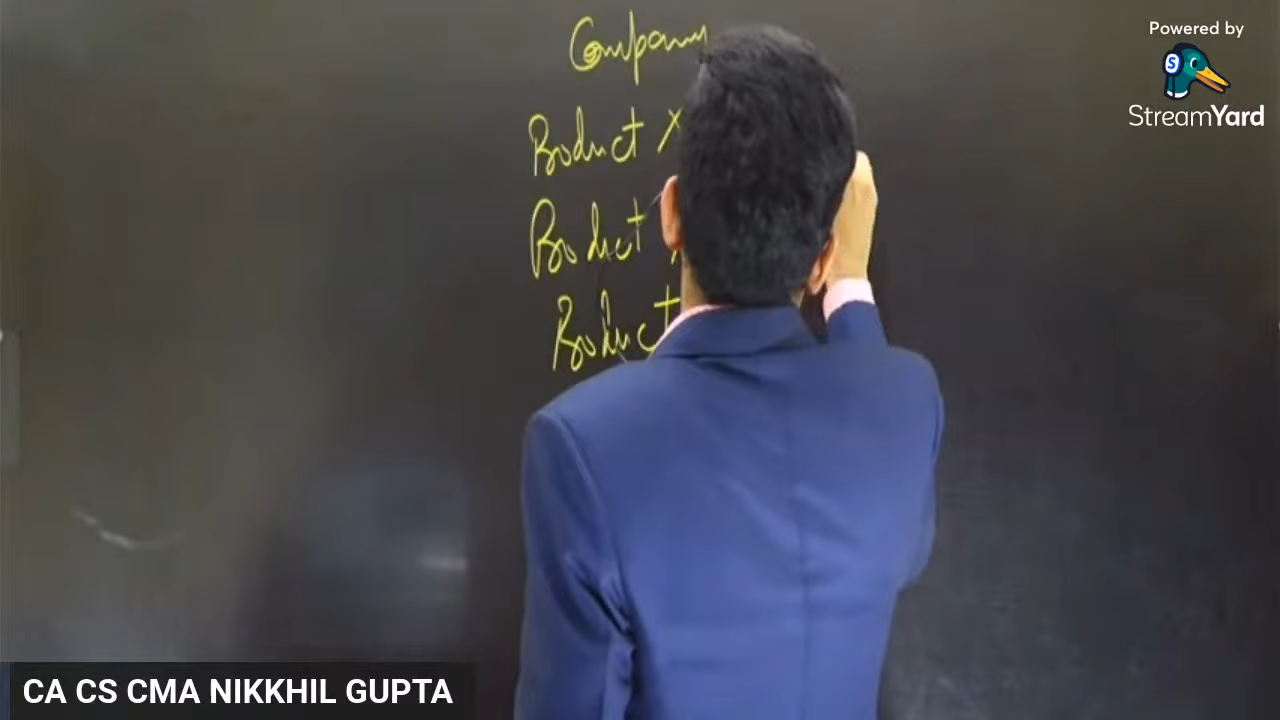 Company
Product X
Product
Product
Powered by
StreamYard
CA CS CMA NIKKHIL GUPTA